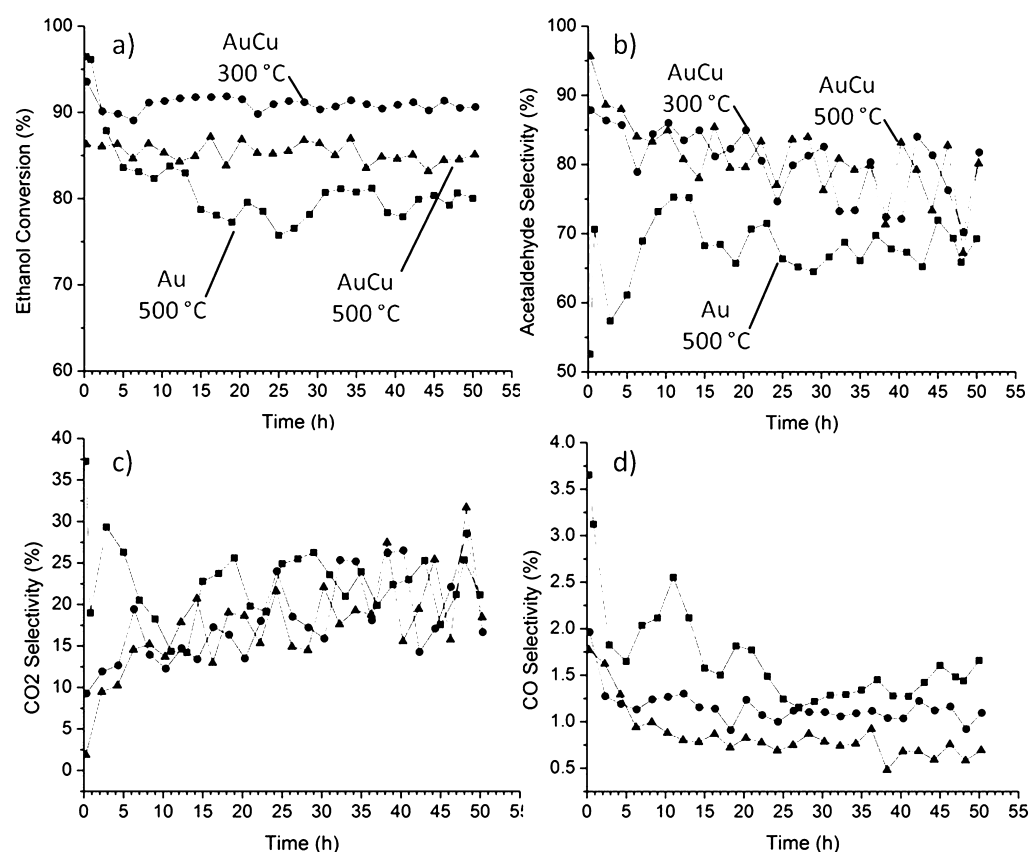 a)
AuCu
300 °C
Au
500 °C
AuCu
500 °C
Ethanol Conversion (%)
100
90
80
70
60
0 5 10 15 20 25 30 35 40 45 50 55
Time (h)
b)
AuCu
300 °C
AuCu
500 °C
Au
500 °C
Acetaldehyde Selectivity (%)
100
90
80
70
60
50
0 5 10 15 20 25 30 35 40 45 50 55
Time (h)
c)
CO2 Selectivity (%)
40
35
30
25
20
15
10
5
0
0 5 10 15 20 25 30 35 40 45 50 55
Time (h)
d)
CO Selectivity (%)
4.0
3.5
3.0
2.5
2.0
1.5
1.0
0.5
0 5 10 15 20 25 30 35 40 45 50 55
Time (h)